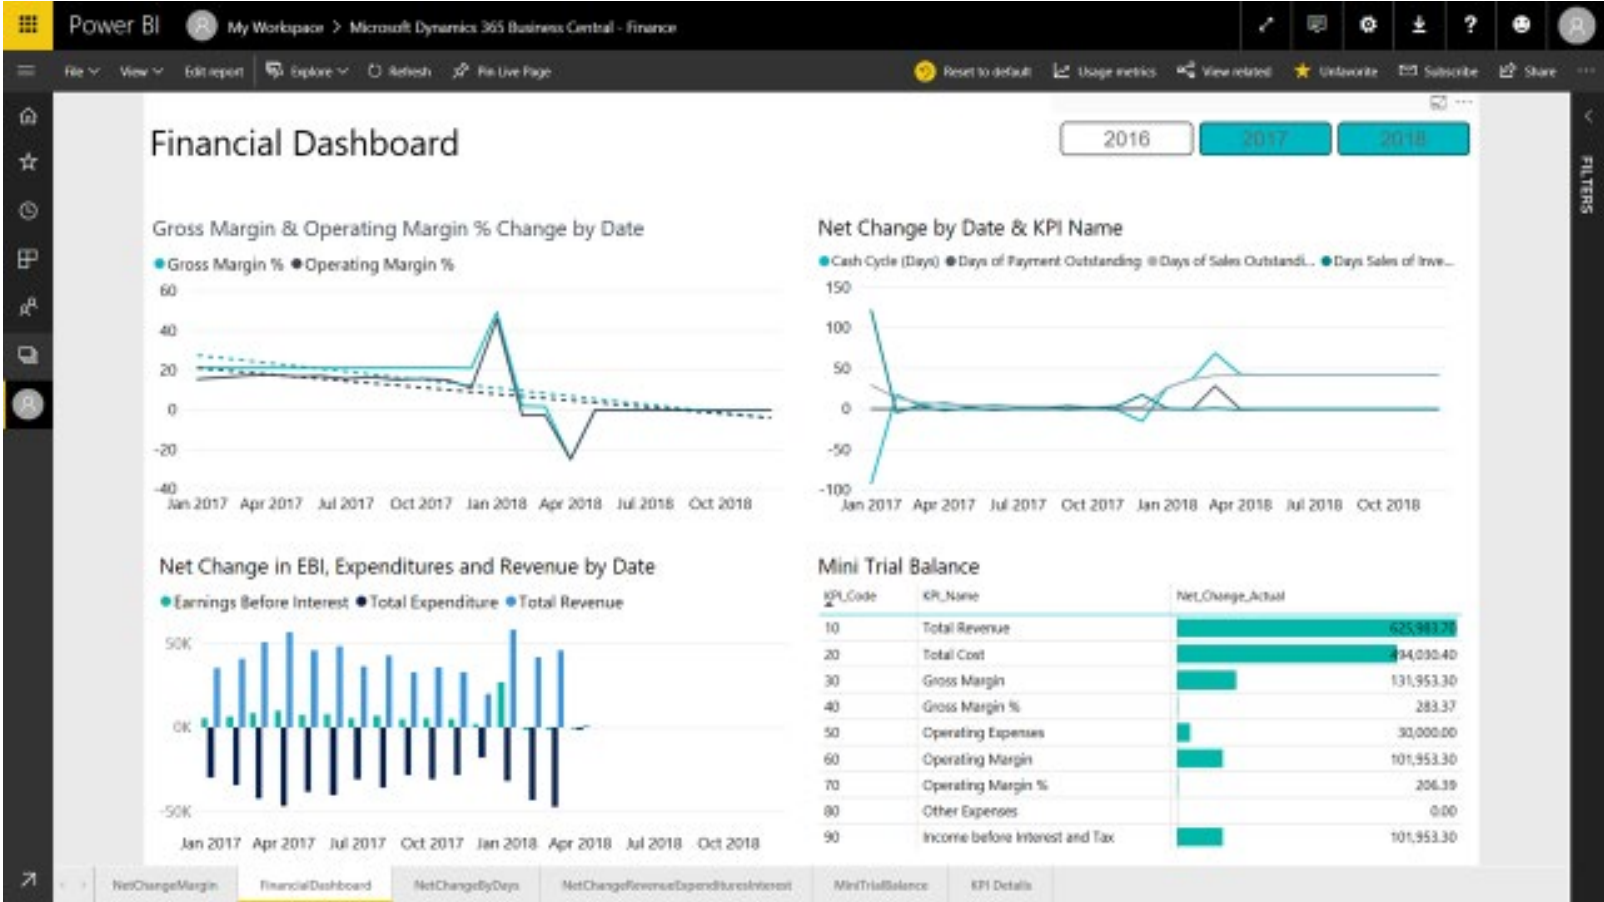 Power BI My Workspace > Microsoft Dynamics 365 Business Central - Finance ?
File View Edit report Explore Refresh Pin Live Page Reset to default Usage metrics View related Unfavorite Subscribe Share ...
FILTERS
Financial Dashboard
2016 2017 2018
Gross Margin & Operating Margin % Change by Date
Gross Margin % Operating Margin %
60
40
20
0
-20
-40
Jan 2017 Apr 2017 Jul 2017 Oct 2017 Jan 2018 Apr 2018 Jul 2018 Oct 2018
Net Change by Date & KPI Name
Cash Cycle (Days) Days of Payment Outstanding Days of Sales Outstandi... Days Sales of Inve...
150
100
50
0
-50
-100
Jan 2017 Apr 2017 Jul 2017 Oct 2017 Jan 2018 Apr 2018 Jul 2018 Oct 2018
Net Change in EBI, Expenditures and Revenue by Date
Earnings Before Interest Total Expenditure Total Revenue
50K
0K
-50K
Jan 2017 Apr 2017 Jul 2017 Oct 2017 Jan 2018 Apr 2018 Jul 2018 Oct 2018
Mini Trial Balance
KPI_Code KPI_Name Net_Change_Actual
10 Total Revenue 625,983.70
20 Total Cost 494,030.40
30 Gross Margin 131,953.30
40 Gross Margin % 283.37
50 Operating Expenses 30,000.00
60 Operating Margin 101,953.30
70 Operating Margin % 206.39
80 Other Expenses 0.00
90 Income before Interest and Tax 101,953.30
NetChangeMargin FinancialDashboard NetChangeByDays NetChangeRevenueExpendituresInterest MiniTrialBalance KPI Details